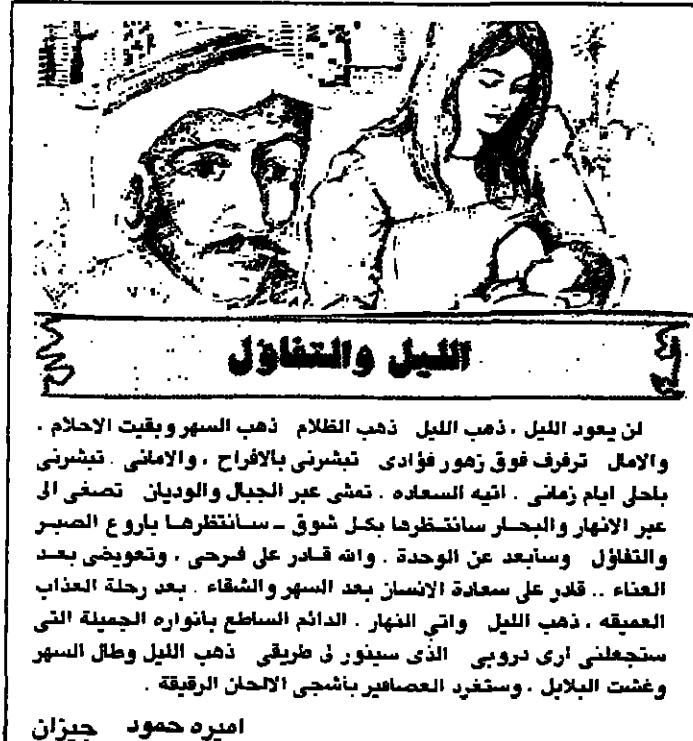 الليل والتفاؤل
لن يعود الليل . ذهب الليل ذهب الظلام ذهب السهر وبقيت الاحلام .
والامال ترفرف فوق زهور فؤادى تبشرنى بالافراح . والامانى . تبشرنى
باحلى ايام زمانى . اتيه السعاده . تمشى عبر الجبال والوديان تصغى الى
عبر الانهار والبحار سانتظرها بكل شوق ـ سانتظرها باروع الصبر
والتفاؤل وسأبعد عن الوحدة . والله قادر على فرحى . وتعويضى بعد
العناء .. قادر على سعادة الانسان بعد السهر والشقاء . بعد رحلة العذاب
العميقه . ذهب الليل واتى النهار . الدائم الساطع بانواره الجميلة التى
ستجعلنى ارى دروبى الذى سينور فى طريقى ذهب الليل وطال السهر
وغشت البلابل . وستغرد العصافير بأشجى الالحان الرقيقة .
اميره حمود جيزان